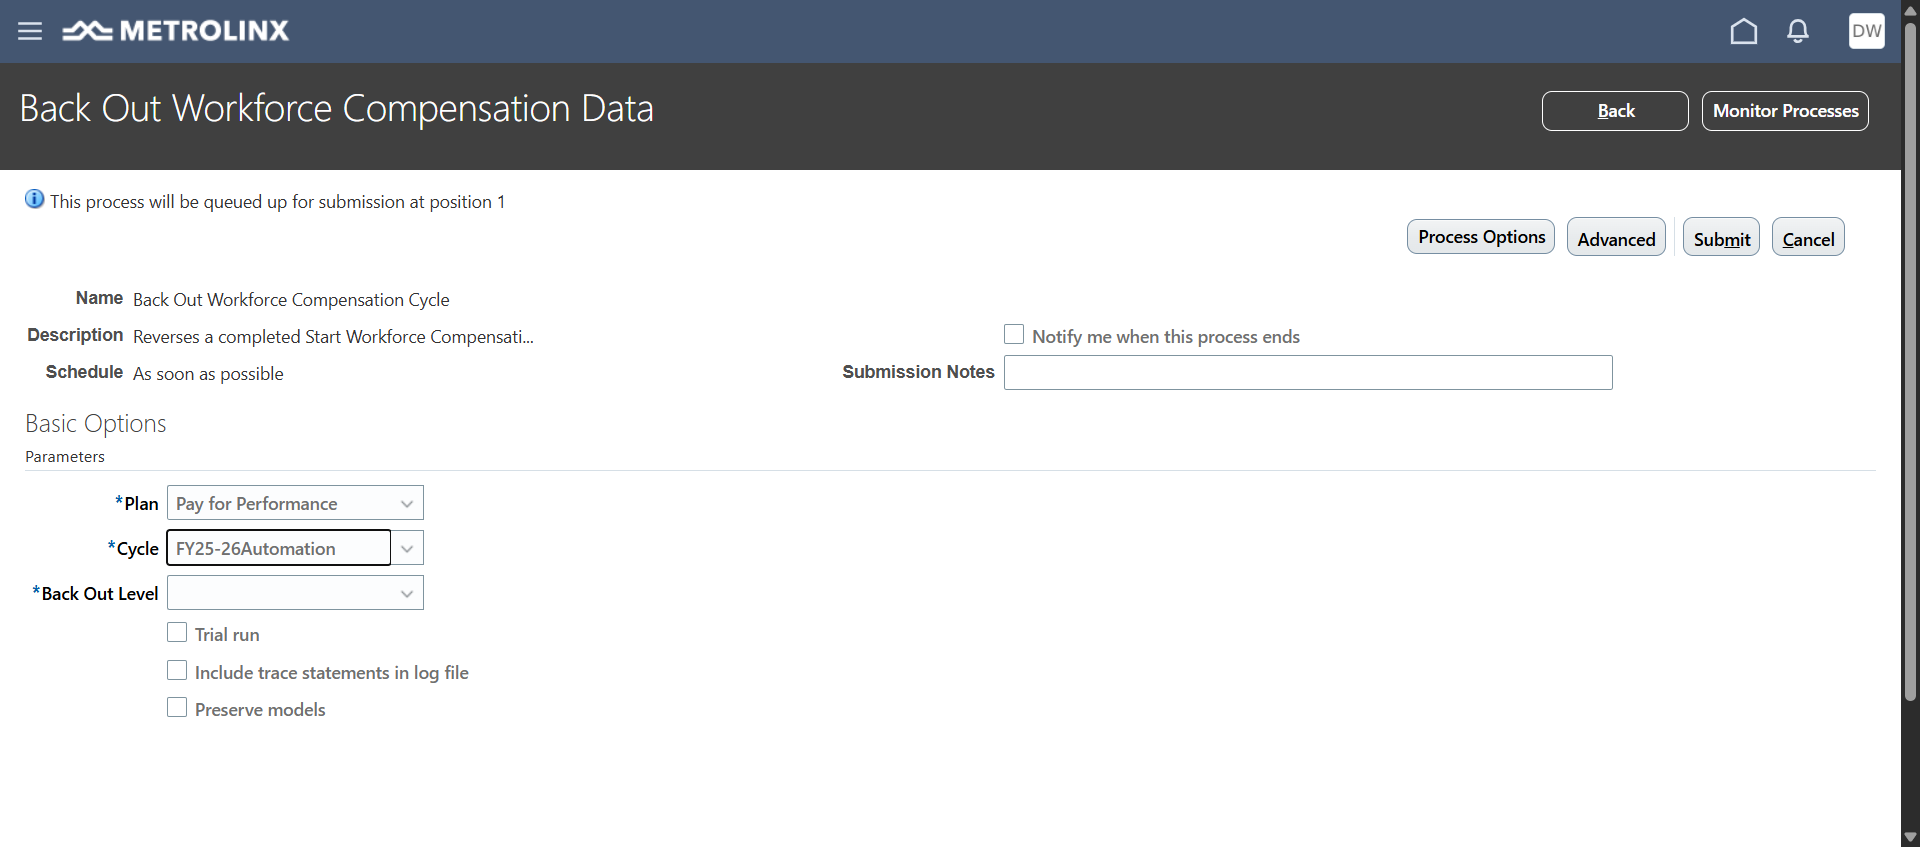 METROLINX
DW
Back Out Workforce Compensation Data
Back
Monitor Processes
This process will be queued up for submission at position 1
Process Options
Advanced
Submit
Cancel
Name Back Out Workforce Compensation Cycle
Description Reverses a completed Start Workforce Compensati...
Notify me when this process ends
Schedule As soon as possible
Submission Notes
Basic Options
Parameters
*Plan Pay for Performance
*Cycle FY25-26Automation
*Back Out Level
Trial run
Include trace statements in log file
Preserve models